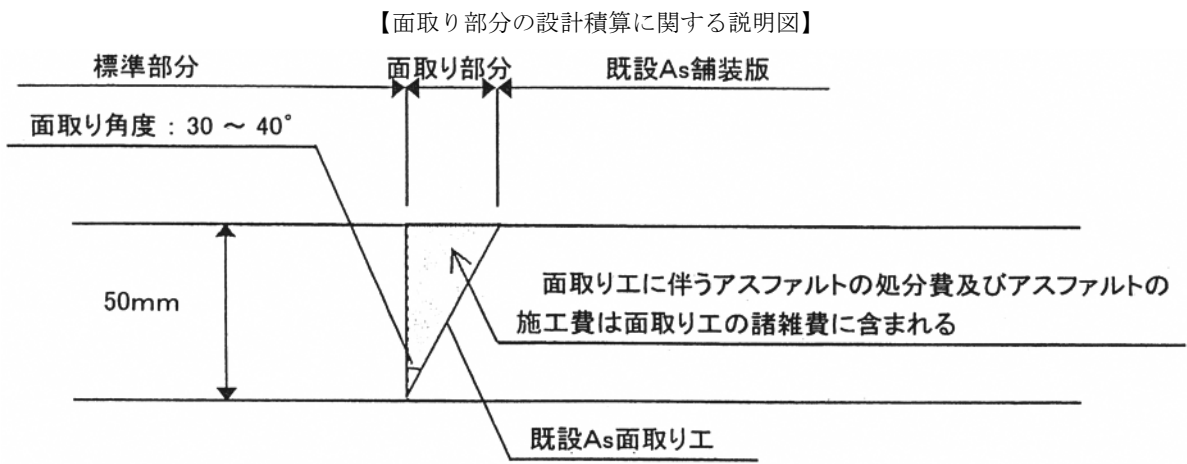 【面取り部分の設計積算に関する説明図】
標準部分
面取り部分
既設As舗装版
面取り角度：30 ～ 40°
50mm
面取り工に伴うアスファルトの処分費及びアスファルトの
施工費は面取り工の諸雑費に含まれる
既設As面取り工